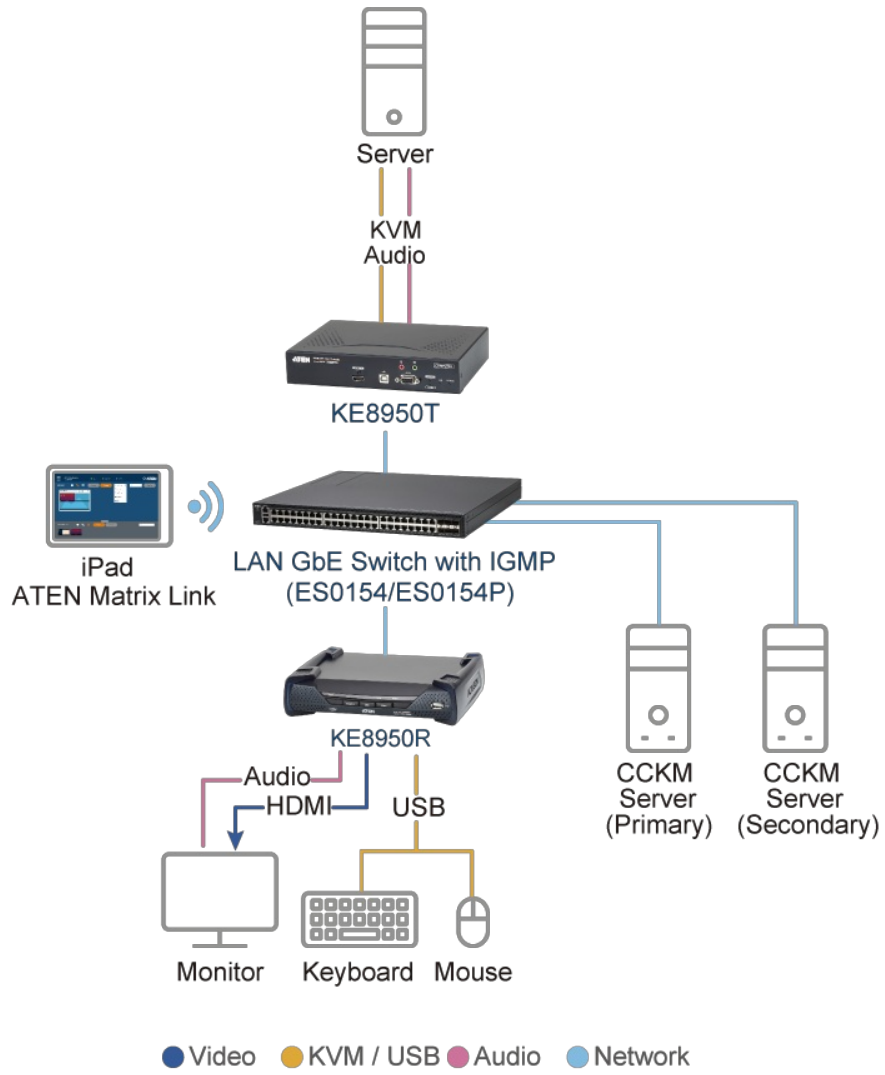 Server
KVM
Audio
ATEN
KE8950T
iPad
ATEN Matrix Link
LAN GbE Switch with IGMP
(ES0154/ES0154P)
KE8950R
Audio
HDMI
USB
CCKM
Server
(Primary)
CCKM
Server
(Secondary)
Monitor
Keyboard
Mouse
Video
KVM / USB
Audio
Network